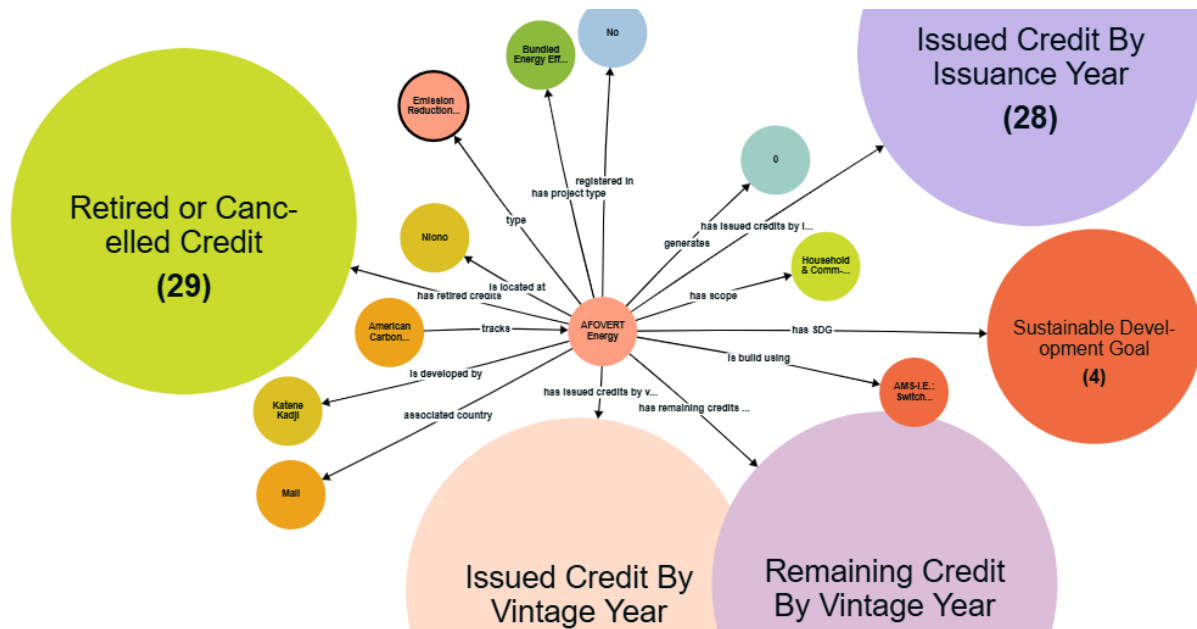 No
Bundled
Energy Eff...
Issued Credit By
Issuance Year
(28)
Emission
Reduction...
registered in
has project type
0
Retired or Canc-
elled Credit
(29)
type
has issued credits by i...
generates
Niono
Household
& Comm-...
is located at
has retired credits
has scope
American
Carbon...
tracks
AFOVERT
Energy
has SDG
Sustainable Devel-
opment Goal
(4)
is build using
is developed by
AMS-I.E.:
Switch...
has issued credits by v...
has remaining credits ...
Katene
Kadji
associated country
Mali
Issued Credit By
Vintage Year
Remaining Credit
By Vintage Year